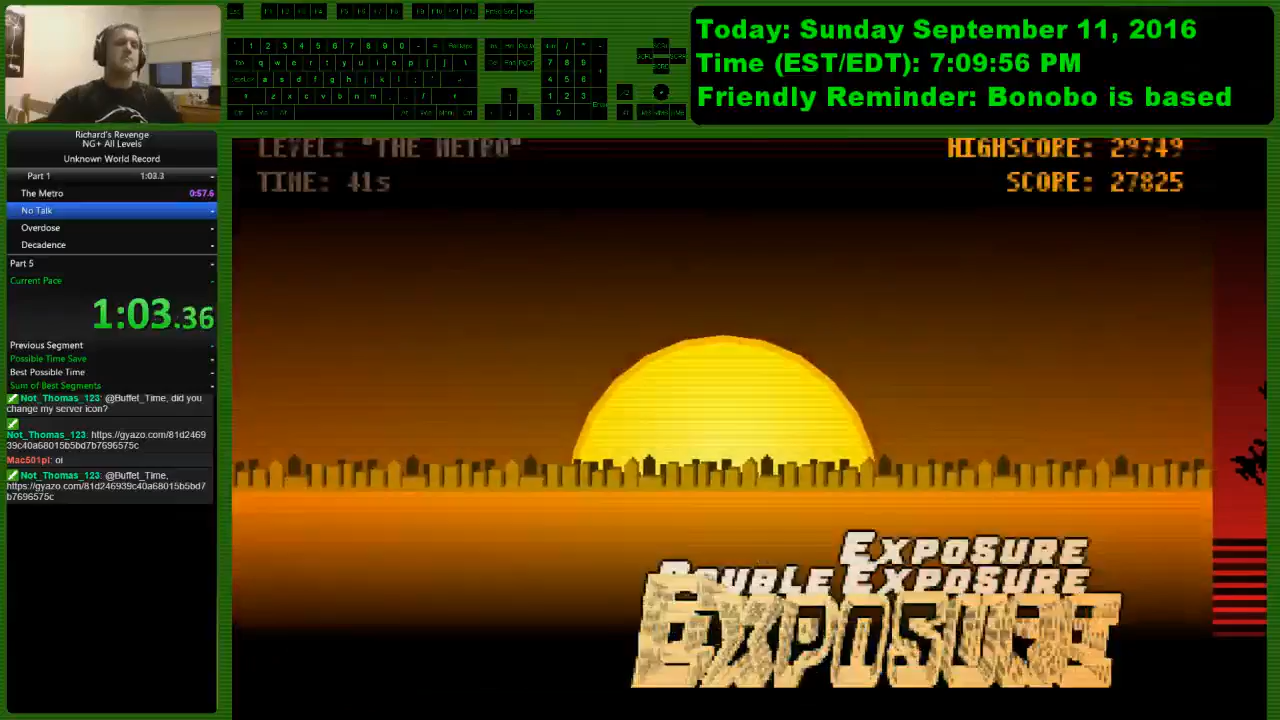 Today: Sunday September 11, 2016
Time (EST/EDT): 7:09:56 PM
Friendly Reminder: Bonobo is based
Richard's Revenge
NG+ All Levels
Unknown World Record
Part 1 1:03.3 -
The Metro 0:57.6
No Talk -
Overdose -
Decadence -
Part 5 -
Current Pace -
1:03.36
Previous Segment -
Possible Time Save -
Best Possible Time -
Sum of Best Segments -
Not_Thomas_123: @Buffet_Time, did you
change my server icon?
Not_Thomas_123: https://gyazo.com/81d2469
39c40a68015b5bd7b7696575c
Mac501pl: oi
Not_Thomas_123: @Buffet_Time,
https://gyazo.com/81d246939c40a68015b5bd7
b7696575c
LEVEL: "THE METRO"
TIME: 41s
HIGHSCORE: 29749
SCORE: 27825
EXPOSURE
DOUBLE EXPOSURE
EXPOSURE